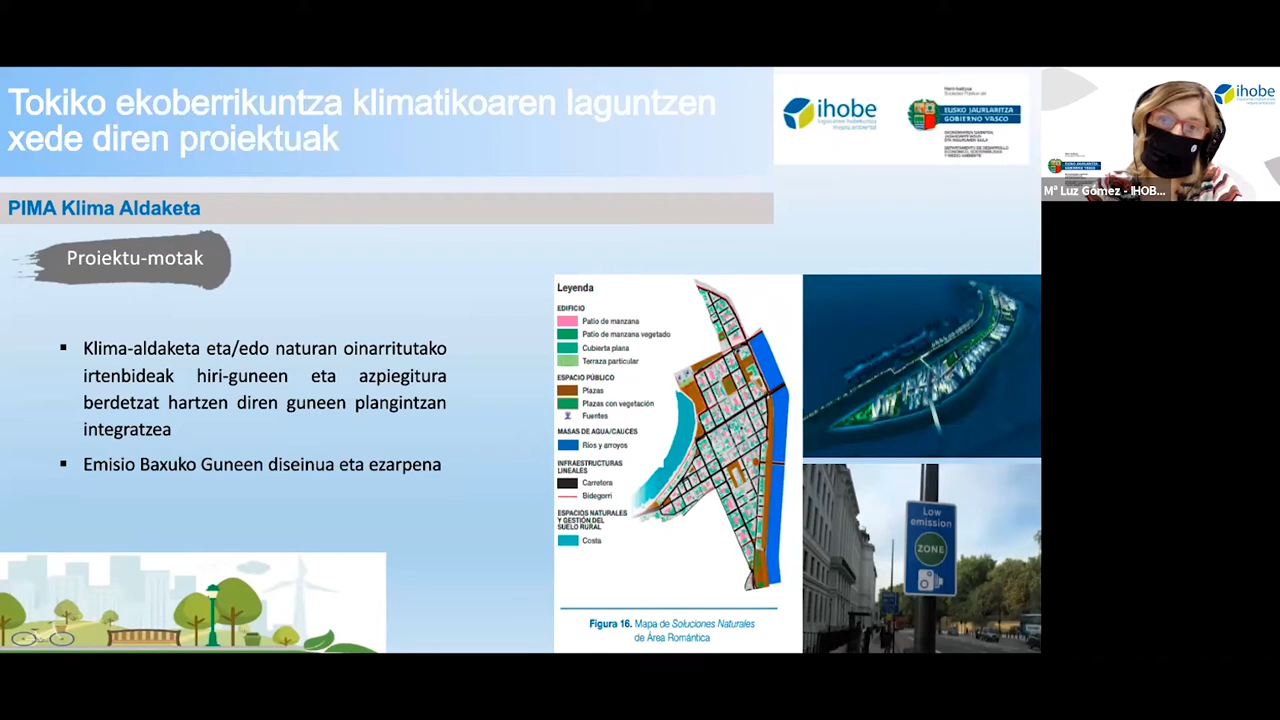 Tokiko ekoberrikuntza klimatikoaren laguntzen
xede diren proiektuak
ihobe
EUSKO JAURLARITZA
GOBIERNO VASCO
ihobe
Mª Luz Gómez - IHOB...
PIMA Klima Aldaketa
Proiektu-motak
Klima-aldaketa eta/edo naturan oinarritutako
irtenbideak hiri-guneen eta azpiegitura
berdetzat hartzen diren guneen plangintzan
integratzea
Emisio Baxuko Guneen diseinua eta ezarpena
Leyenda
EDIFICIO
Patio de manzana
Patio de manzana vegetado
Cubierta plana
Terraza particular
ESPACIO PÚBLICO
Plazas
Plazas con vegetación
Fuentes
MASAS DE AGUA/CAUCES
Ríos y arroyos
INFRAESTRUCTURAS
LINEALES
Carretera
Bidegorri
ESPACIOS NATURALES
Y GESTIÓN DEL
SUELO RURAL
Costa
Figura 16. Mapa de Soluciones Naturales
de Área Romántica
Low
emission
ZONE